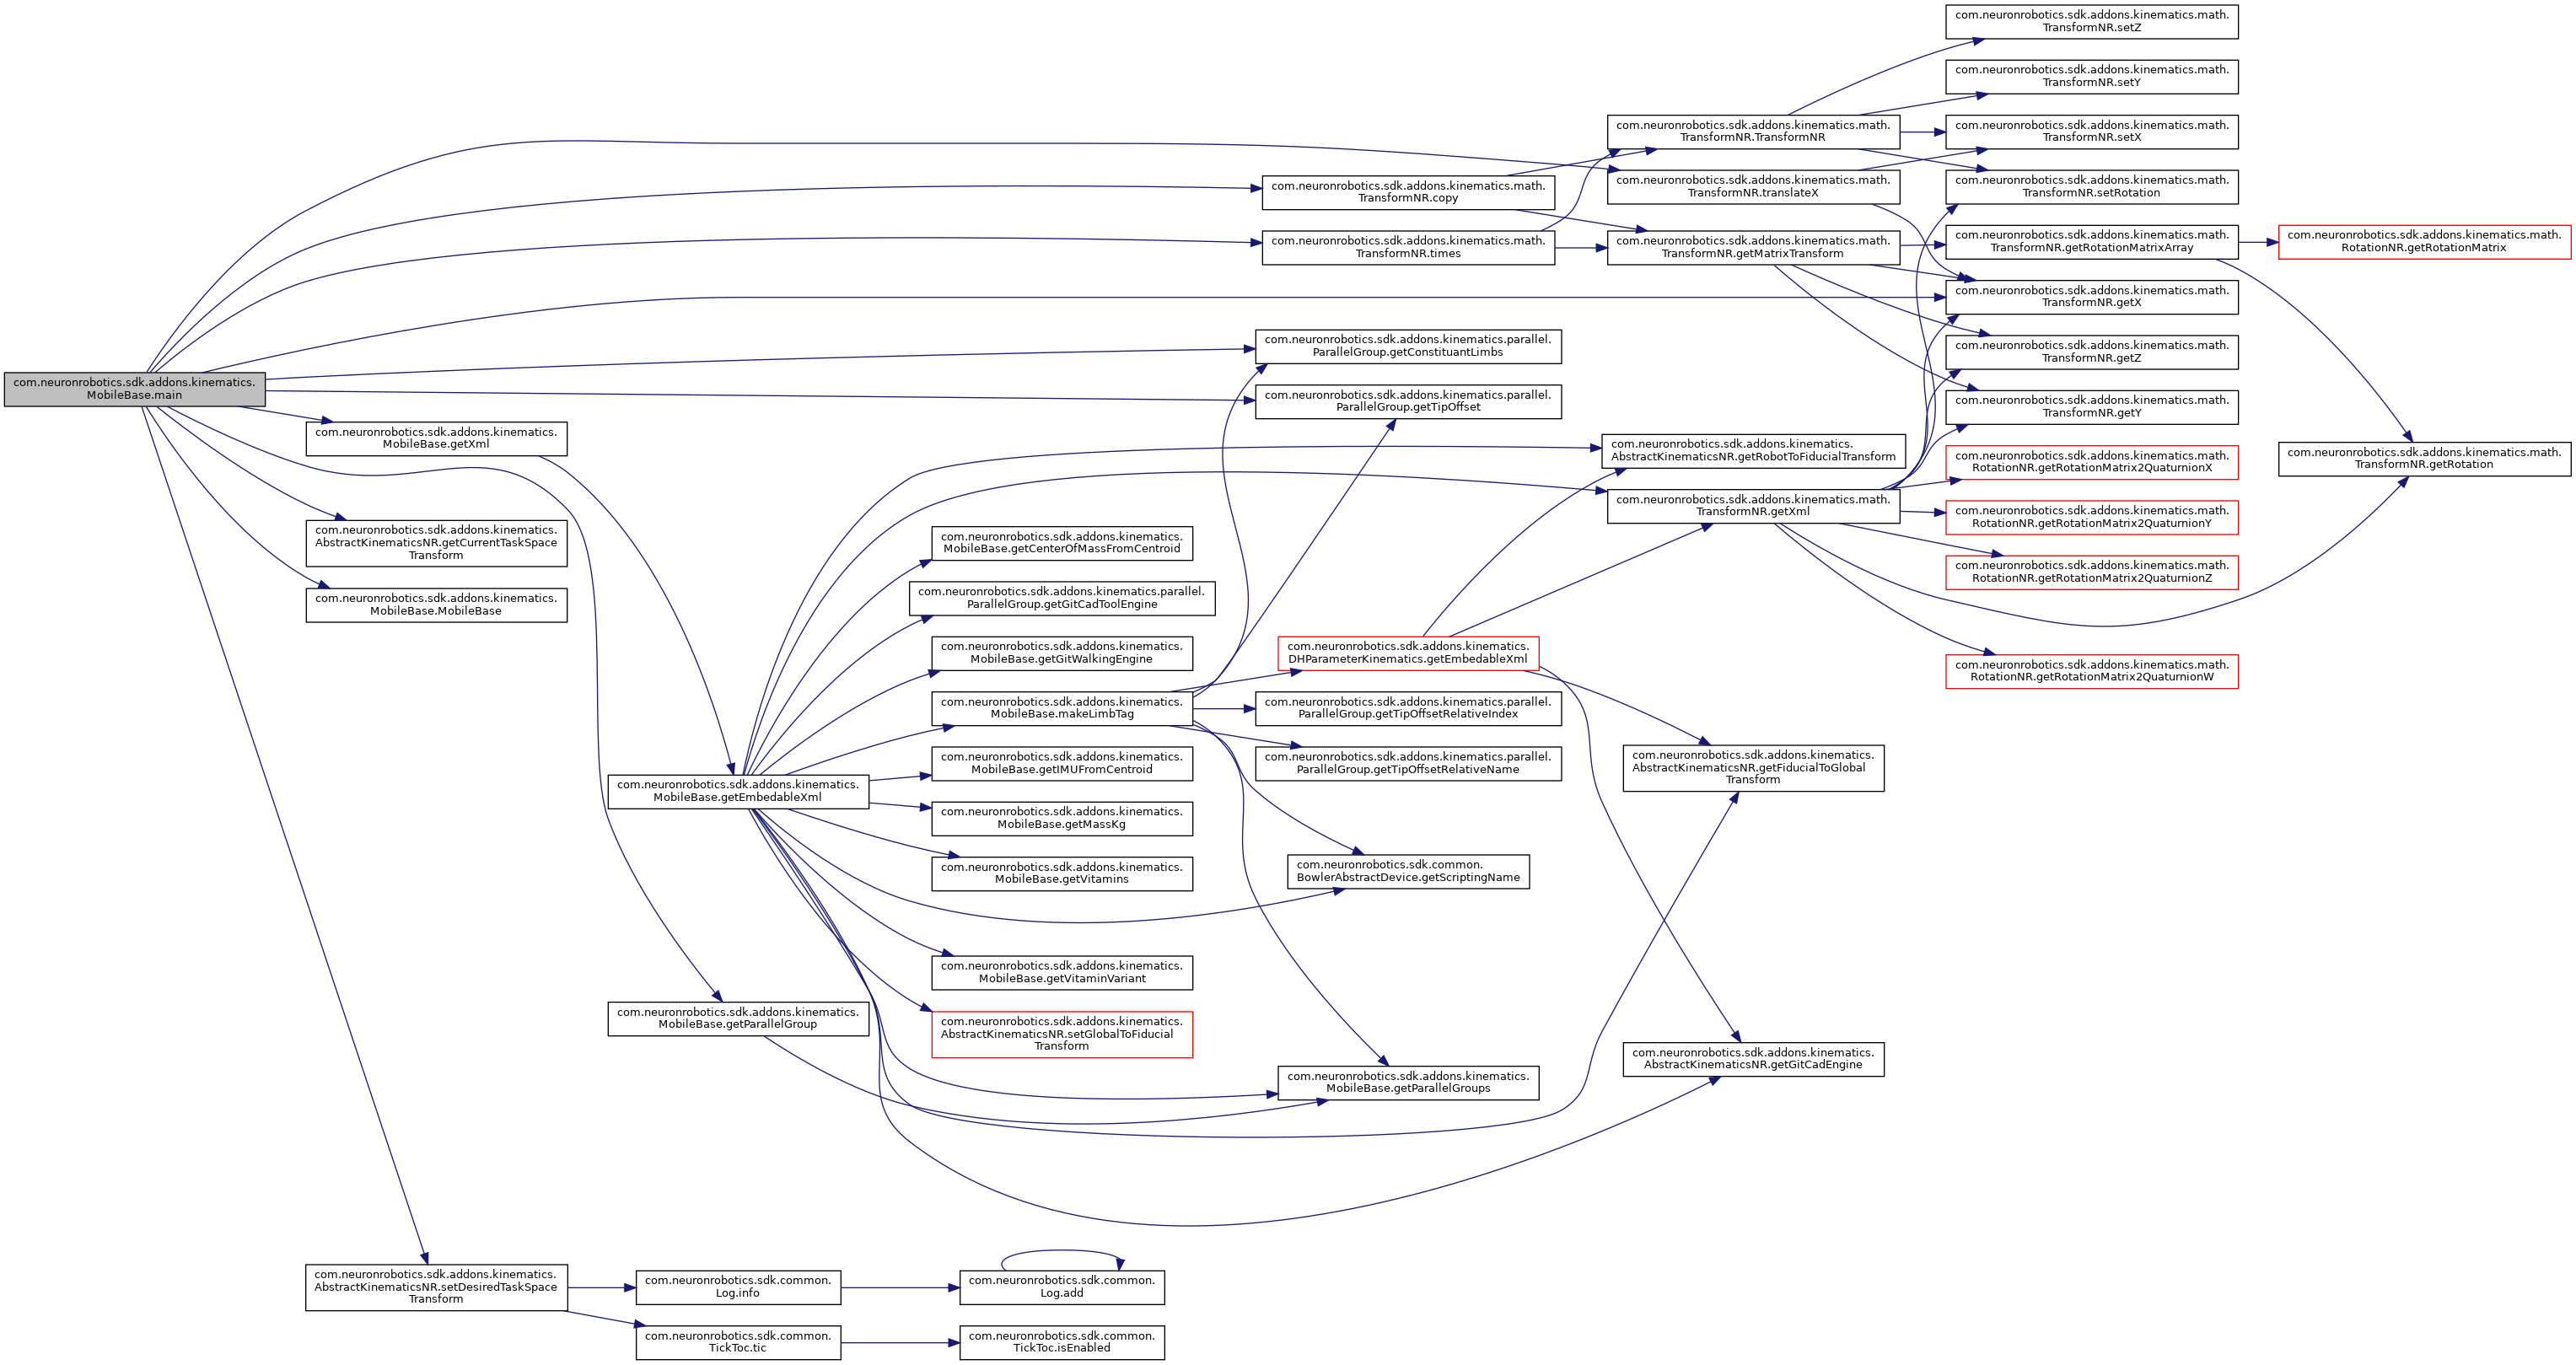 com.neuronrobotics.sdk.addons.kinematics.
MobileBase.main
com.neuronrobotics.sdk.addons.kinematics.
MobileBase.getXml
com.neuronrobotics.sdk.addons.kinematics.
AbstractKinematicsNR.getCurrentTaskSpace
Transform
com.neuronrobotics.sdk.addons.kinematics.
MobileBase.MobileBase
com.neuronrobotics.sdk.addons.kinematics.
AbstractKinematicsNR.setDesiredTaskSpace
Transform
com.neuronrobotics.sdk.addons.kinematics.
MobileBase.getEmbedableXml
com.neuronrobotics.sdk.addons.kinematics.
MobileBase.getParallelGroup
com.neuronrobotics.sdk.common.
Log.info
com.neuronrobotics.sdk.common.
TickToc.tic
com.neuronrobotics.sdk.addons.kinematics.
MobileBase.getCenterOfMassFromCentroid
com.neuronrobotics.sdk.addons.kinematics.parallel.
ParallelGroup.getGitCadToolEngine
com.neuronrobotics.sdk.addons.kinematics.
MobileBase.getGitWalkingEngine
com.neuronrobotics.sdk.addons.kinematics.
MobileBase.makeLimbTag
com.neuronrobotics.sdk.addons.kinematics.
MobileBase.getIMUFromCentroid
com.neuronrobotics.sdk.addons.kinematics.
MobileBase.getMassKg
com.neuronrobotics.sdk.addons.kinematics.
MobileBase.getVitamins
com.neuronrobotics.sdk.addons.kinematics.
MobileBase.getVitaminVariant
com.neuronrobotics.sdk.addons.kinematics.
AbstractKinematicsNR.setGlobalToFiducial
Transform
com.neuronrobotics.sdk.common.
Log.add
com.neuronrobotics.sdk.common.
TickToc.isEnabled
com.neuronrobotics.sdk.addons.kinematics.math.
TransformNR.copy
com.neuronrobotics.sdk.addons.kinematics.math.
TransformNR.times
com.neuronrobotics.sdk.addons.kinematics.parallel.
ParallelGroup.getConstituantLimbs
com.neuronrobotics.sdk.addons.kinematics.parallel.
ParallelGroup.getTipOffset
com.neuronrobotics.sdk.addons.kinematics.
DHParameterKinematics.getEmbedableXml
com.neuronrobotics.sdk.addons.kinematics.parallel.
ParallelGroup.getTipOffsetRelativeIndex
com.neuronrobotics.sdk.addons.kinematics.parallel.
ParallelGroup.getTipOffsetRelativeName
com.neuronrobotics.sdk.common.
BowlerAbstractDevice.getScriptingName
com.neuronrobotics.sdk.addons.kinematics.
MobileBase.getParallelGroups
com.neuronrobotics.sdk.addons.kinematics.math.
TransformNR.TransformNR
com.neuronrobotics.sdk.addons.kinematics.math.
TransformNR.translateX
com.neuronrobotics.sdk.addons.kinematics.math.
TransformNR.getMatrixTransform
com.neuronrobotics.sdk.addons.kinematics.
AbstractKinematicsNR.getRobotToFiducialTransform
com.neuronrobotics.sdk.addons.kinematics.math.
TransformNR.getXml
com.neuronrobotics.sdk.addons.kinematics.
AbstractKinematicsNR.getFiducialToGlobal
Transform
com.neuronrobotics.sdk.addons.kinematics.
AbstractKinematicsNR.getGitCadEngine
com.neuronrobotics.sdk.addons.kinematics.math.
TransformNR.setZ
com.neuronrobotics.sdk.addons.kinematics.math.
TransformNR.setY
com.neuronrobotics.sdk.addons.kinematics.math.
TransformNR.setX
com.neuronrobotics.sdk.addons.kinematics.math.
TransformNR.setRotation
com.neuronrobotics.sdk.addons.kinematics.math.
TransformNR.getRotationMatrixArray
com.neuronrobotics.sdk.addons.kinematics.math.
TransformNR.getX
com.neuronrobotics.sdk.addons.kinematics.math.
TransformNR.getZ
com.neuronrobotics.sdk.addons.kinematics.math.
TransformNR.getY
com.neuronrobotics.sdk.addons.kinematics.math.
RotationNR.getRotationMatrix2QuaturnionX
com.neuronrobotics.sdk.addons.kinematics.math.
RotationNR.getRotationMatrix2QuaturnionY
com.neuronrobotics.sdk.addons.kinematics.math.
RotationNR.getRotationMatrix2QuaturnionZ
com.neuronrobotics.sdk.addons.kinematics.math.
RotationNR.getRotationMatrix2QuaturnionW
com.neuronrobotics.sdk.addons.kinematics.math.
RotationNR.getRotationMatrix
com.neuronrobotics.sdk.addons.kinematics.math.
TransformNR.getRotation